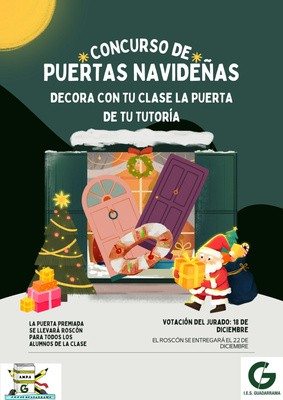 CONCURSO DE
PUERTAS NAVIDEÑAS
DECORA CON TU CLASE LA PUERTA
DE TU TUTORÍA
LA PUERTA PREMIADA
SE LLEVARÁ ROSCÓN
PARA TODOS LOS
ALUMNOS DE LA CLASE
VOTACIÓN DEL JURADO: 18 DE
DICIEMBRE
EL ROSCÓN SE ENTREGARÁ EL 22 DE
DICIEMBRE
A.M.P.A.
G
I.E.S. GUADARRAMA